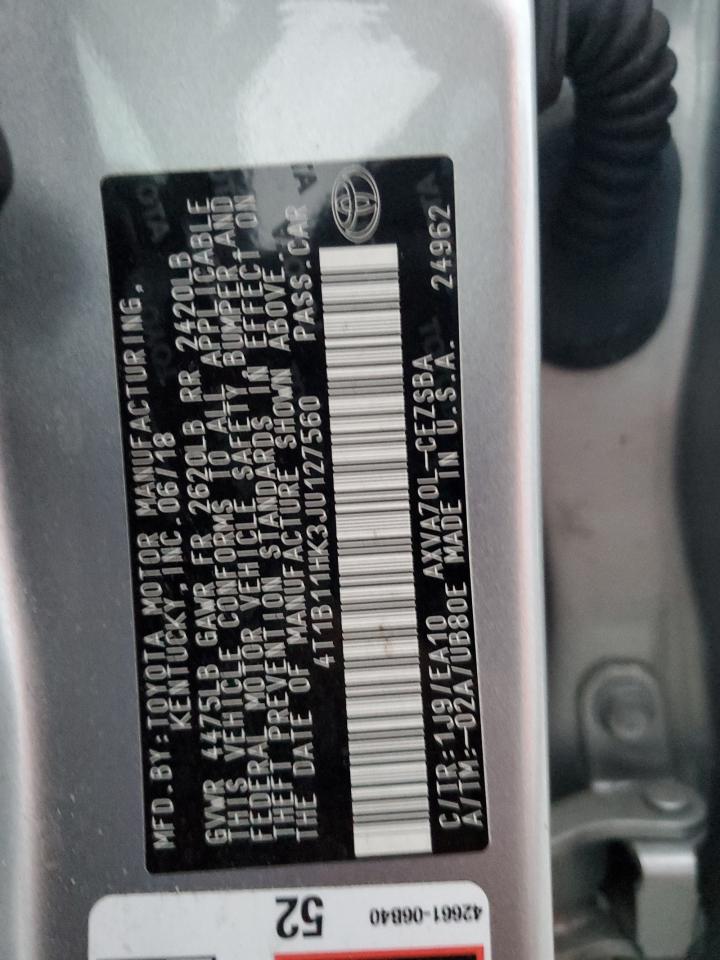 MFD.BY:TOYOTA MOTOR MANUFACTURING,
KENTUCKY,INC.06/18
GVWR 4475LB GAWR FR 2620LB RR 2420LB
THIS VEHICLE CONFORMS TO ALL APPLICABLE
FEDERAL MOTOR VEHICLE SAFETY,BUMPER,AND
THEFT PREVENTION STANDARDS IN EFFECT ON
THE DATE OF MANUFACTURE SHOWN ABOVE.
4T1B11HK3JU127560 PASS.CAR
C/TR:1J9/EA10 AXVA70L-CEZSBA
A/TM:-02A/UB80E MADE IN U.S.A. 24962
52
42661-06B40